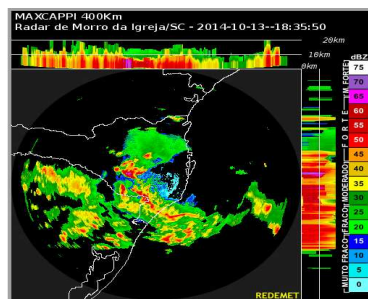 MAXCAPPI 400Km
Radar de Morro da Igreja/SC - 2014-10-13--18:35:50
20km
10km
0km
dBZ
75
70
65
60
55
50
45
40
35
30
25
20
15
10
5
0
MUITO FRACO
FRACO
MODERADO
FORTE
M.FORTE
REDEMET